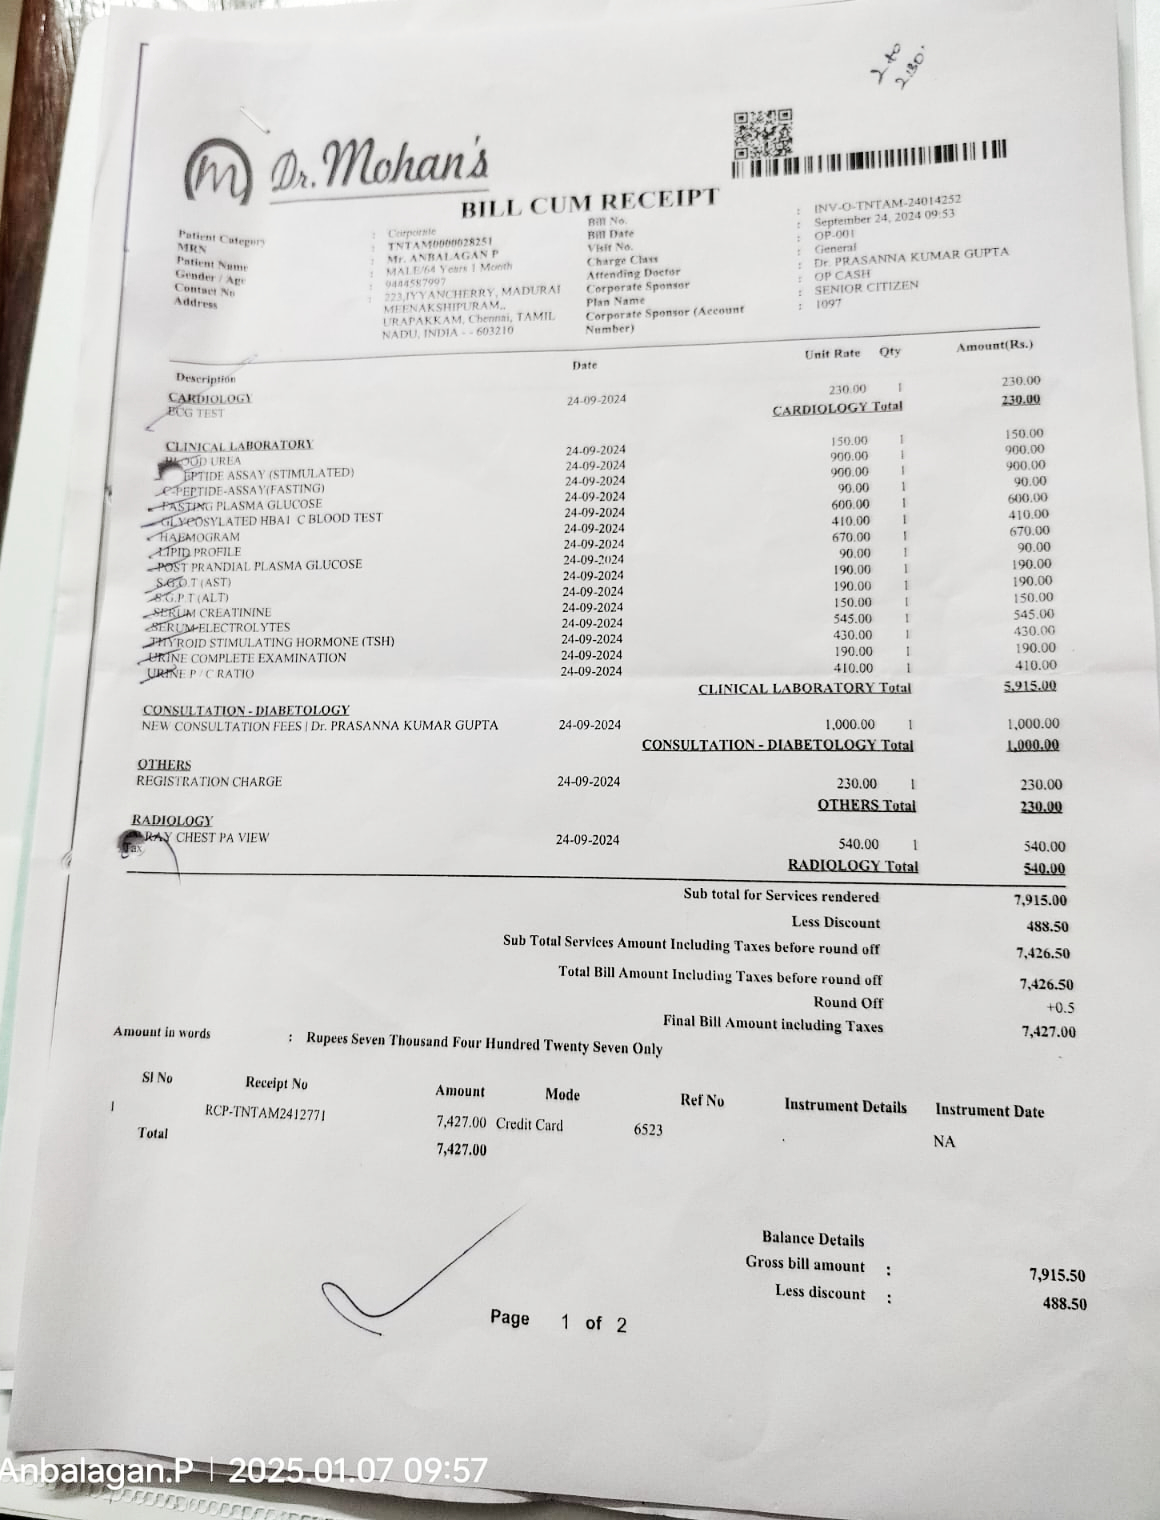 2 to
2.30.
Dr. Mohan's
BILL CUM RECEIPT
Patient Category : Corporate
MRN : TNTAM0000028251
Patient Name : Mr. ANBALAGAN P
Gender / Age : MALE/64 Years 1 Month
Contact No : 9444587997
Address : 223,IYYANCHERRY, MADURAI
MEENAKSHIPURAM,,
URAPAKKAM, Chennai, TAMIL
NADU, INDIA - - 603210
Bill No. : INV-O-TNTAM-24014252
Bill Date : September 24, 2024 09:53
Visit No. : OP-001
Charge Class : General
Attending Doctor : Dr. PRASANNA KUMAR GUPTA
Corporate Sponsor : OP CASH
Plan Name : SENIOR CITIZEN
Corporate Sponsor (Account : 1097
Number)
Description Date Unit Rate Qty Amount(Rs.)
CARDIOLOGY
ECG TEST 24-09-2024 230.00 1 230.00
CARDIOLOGY Total 230.00
CLINICAL LABORATORY
BLOOD UREA 24-09-2024 150.00 1 150.00
EPTIDE ASSAY (STIMULATED) 24-09-2024 900.00 1 900.00
C-PEPTIDE-ASSAY(FASTING) 24-09-2024 900.00 1 900.00
FASTING PLASMA GLUCOSE 24-09-2024 90.00 1 90.00
GLYCOSYLATED HBA1 C BLOOD TEST 24-09-2024 600.00 1 600.00
HAEMOGRAM 24-09-2024 410.00 1 410.00
LIPID PROFILE 24-09-2024 670.00 1 670.00
POST PRANDIAL PLASMA GLUCOSE 24-09-2024 90.00 1 90.00
S.G.O.T (AST) 24-09-2024 190.00 1 190.00
S.G.P.T (ALT) 24-09-2024 190.00 1 190.00
SERUM CREATININE 24-09-2024 150.00 1 150.00
SERUM ELECTROLYTES 24-09-2024 545.00 1 545.00
THYROID STIMULATING HORMONE (TSH) 24-09-2024 430.00 1 430.00
URINE COMPLETE EXAMINATION 24-09-2024 190.00 1 190.00
URINE P / C RATIO 24-09-2024 410.00 1 410.00
CLINICAL LABORATORY Total 5,915.00
CONSULTATION - DIABETOLOGY
NEW CONSULTATION FEES | Dr. PRASANNA KUMAR GUPTA 24-09-2024 1,000.00 1 1,000.00
CONSULTATION - DIABETOLOGY Total 1,000.00
OTHERS
REGISTRATION CHARGE 24-09-2024 230.00 1 230.00
OTHERS Total 230.00
RADIOLOGY
RAY CHEST PA VIEW 24-09-2024 540.00 1 540.00
Tax
RADIOLOGY Total 540.00
Sub total for Services rendered 7,915.00
Less Discount 488.50
Sub Total Services Amount Including Taxes before round off 7,426.50
Total Bill Amount Including Taxes before round off 7,426.50
Round Off +0.5
Final Bill Amount including Taxes 7,427.00
Amount in words : Rupees Seven Thousand Four Hundred Twenty Seven Only
Sl No Receipt No Amount Mode Ref No Instrument Details Instrument Date
1 RCP-TNTAM2412771 7,427.00 Credit Card 6523 NA
Total 7,427.00
Balance Details
Gross bill amount : 7,915.50
Less discount : 488.50
Page 1 of 2
Anbalagan.P | 2025.01.07 09:57